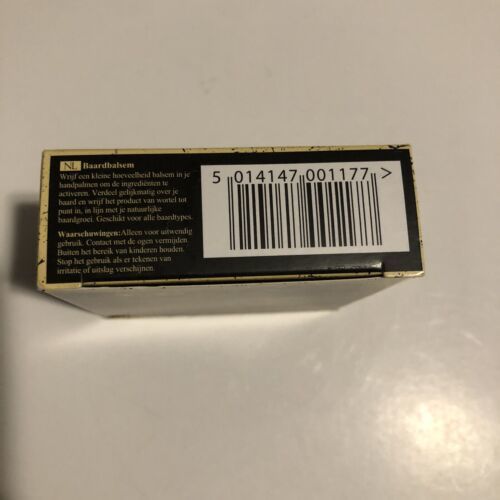 NL Baardbalsem
Wrijf een kleine hoeveelheid balsem in je
handpalmen om de ingrediënten te
activeren. Verdeel gelijkmatig over je
baard en wrijf het product van wortel tot
punt in, in lijn met je natuurlijke
baardgroei. Geschikt voor alle baardtypes.
Waarschuwingen:Alleen voor uitwendig
gebruik. Contact met de ogen vermijden
Buiten het bereik van kinderen houden.
Stop het gebruik als er tekenen van
irritatie of uitslag verschijnen.
5 014147 001177 >